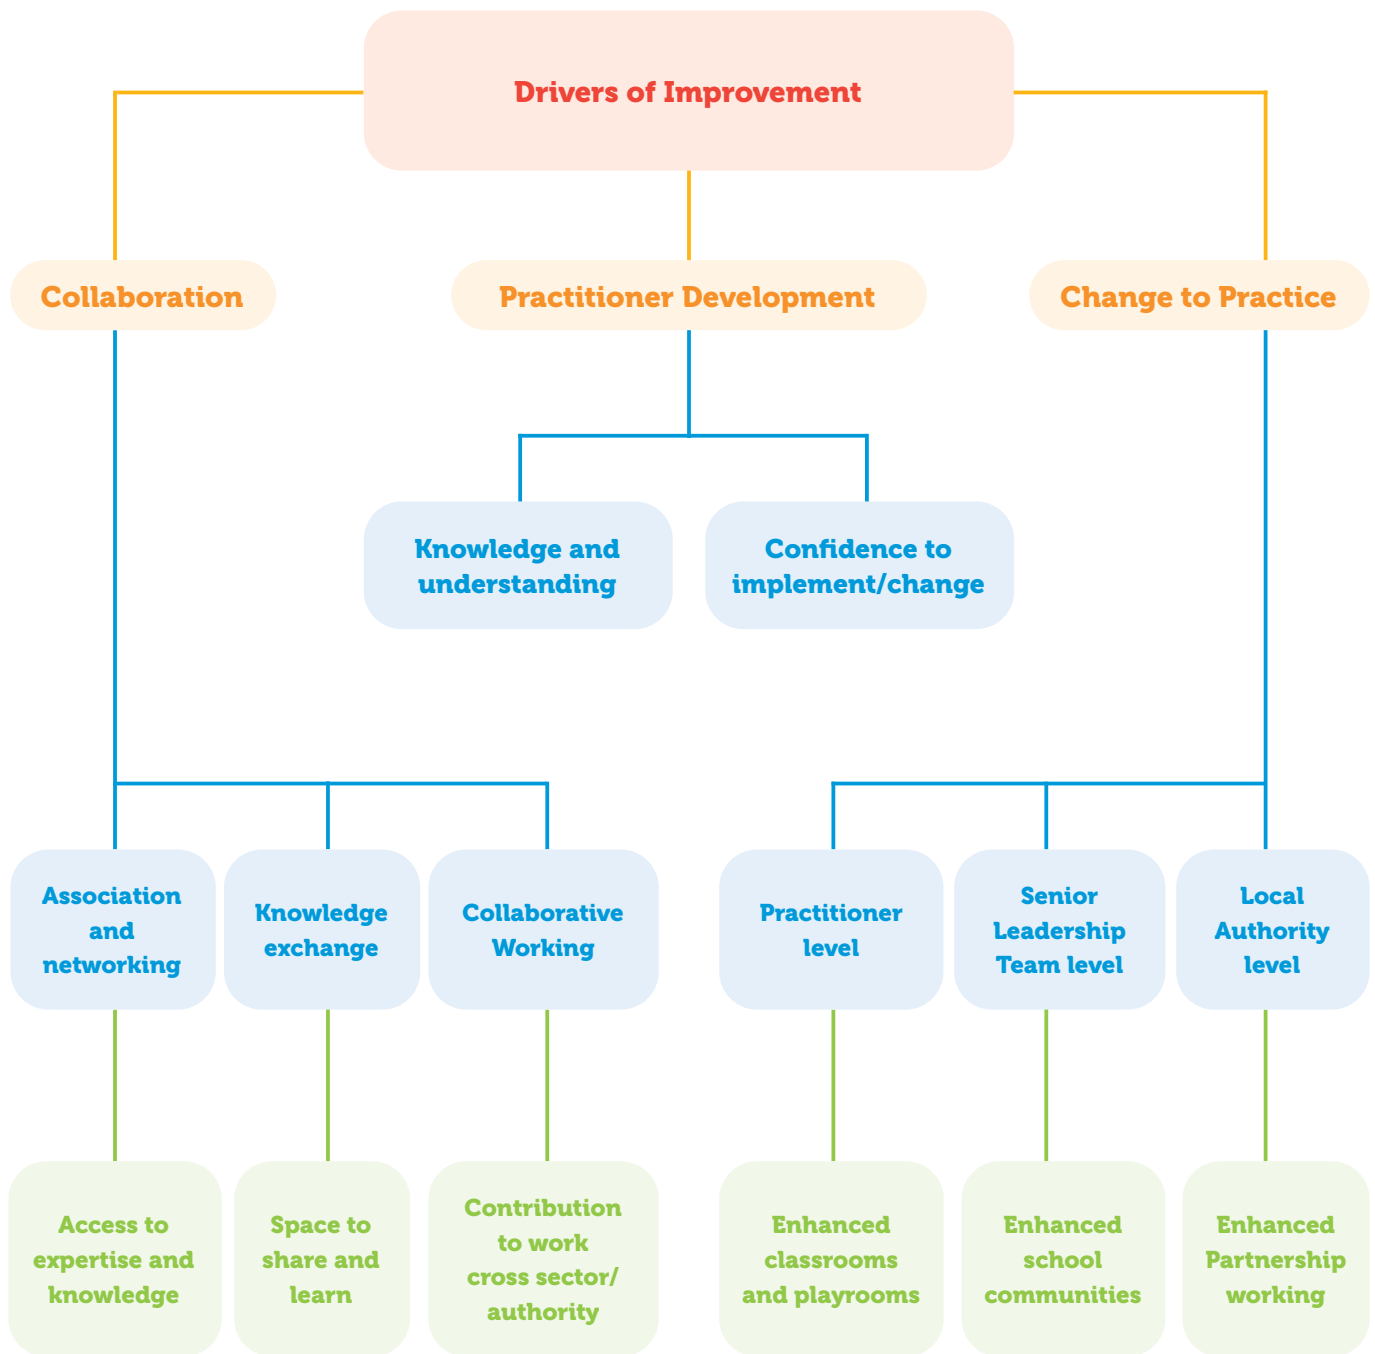 Drivers of Improvement
Collaboration
Practitioner Development
Change to Practice
Knowledge and
understanding
Confidence to
implement/change
Association
and
networking
Knowledge
exchange
Collaborative
Working
Practitioner
level
Senior
Leadership
Team level
Local
Authority
level
Access to
expertise and
knowledge
Space to
share and
learn
Contribution
to work
cross sector/
authority
Enhanced
classrooms
and playrooms
Enhanced
school
communities
Enhanced
Partnership
working